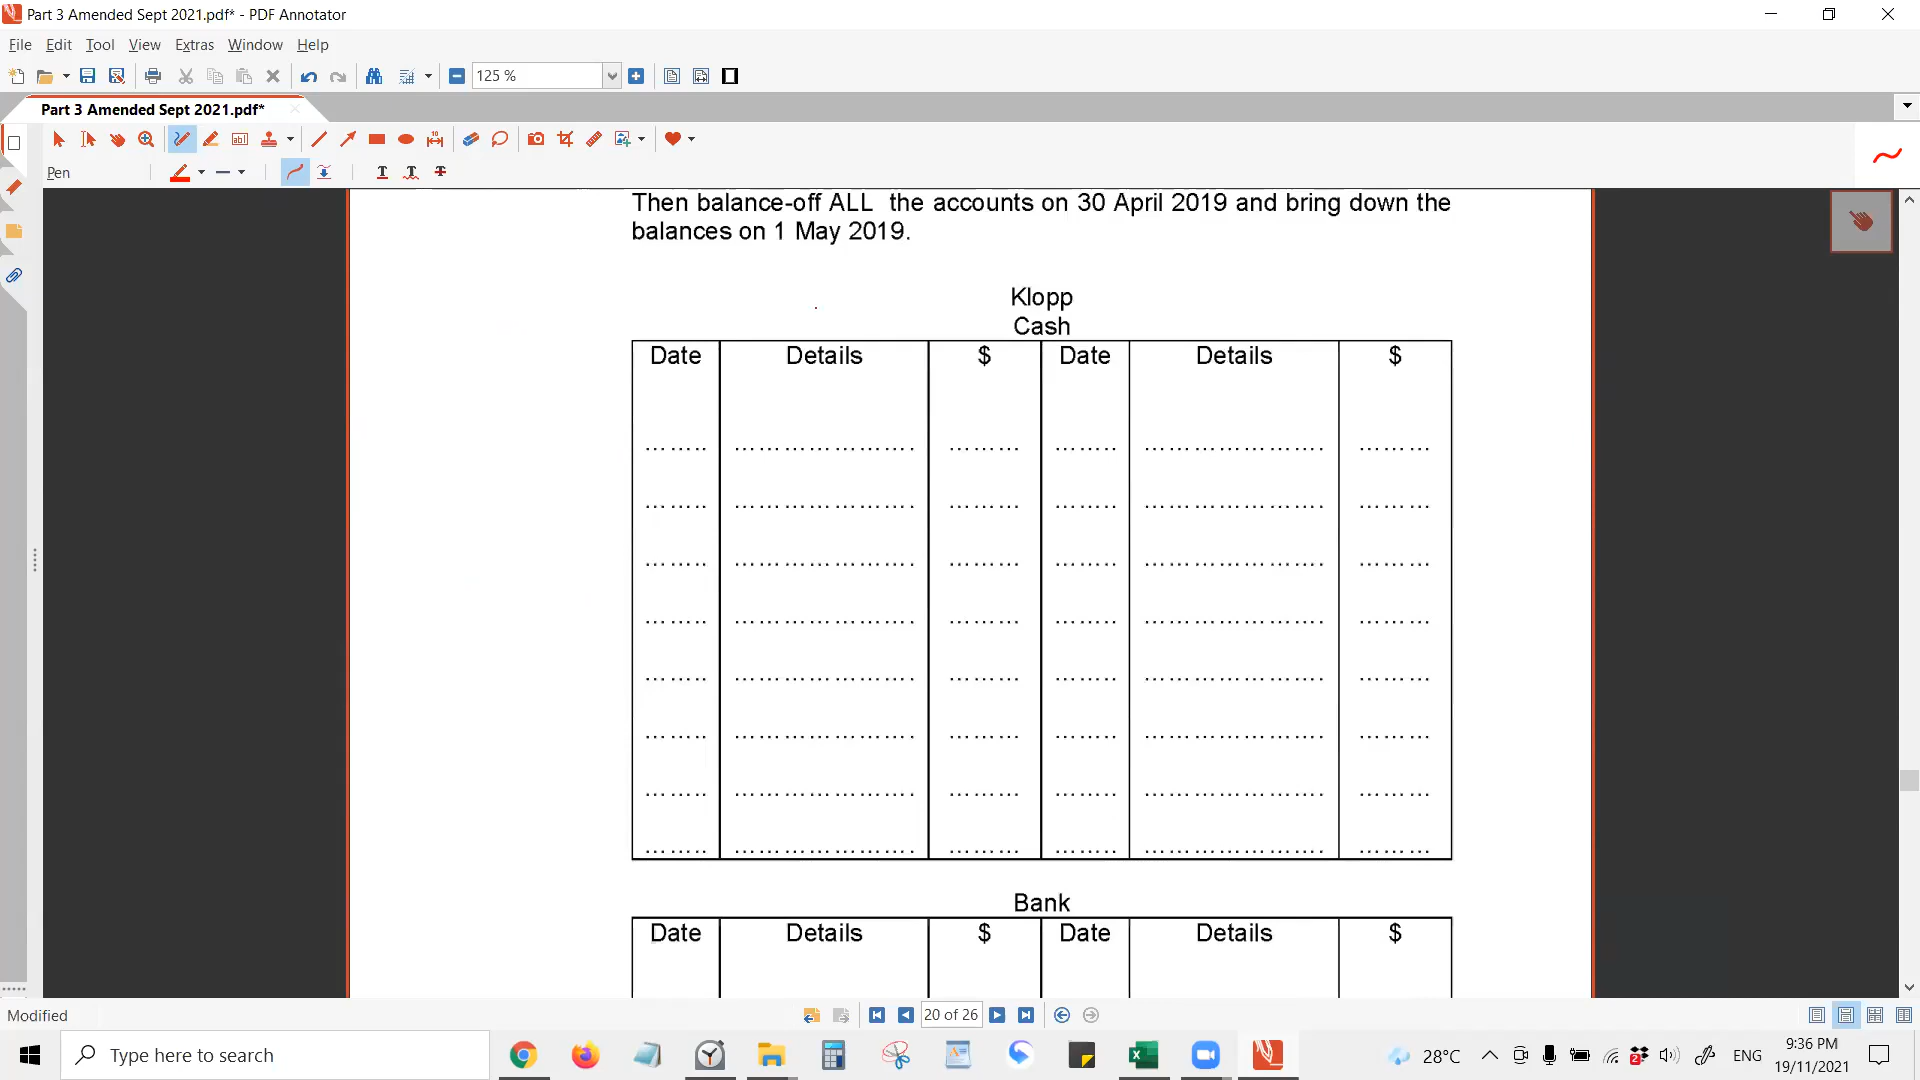 Part 3 Amended Sept 2021.pdf* - PDF Annotator
File Edit Tool View Extras Window Help
125 %
Part 3 Amended Sept 2021.pdf*
Pen
Then balance-off ALL the accounts on 30 April 2019 and bring down the
balances on 1 May 2019.
Klopp
Cash
Date Details $ Date Details $
........ ...................... ......... ........ ...................... .........
........ ...................... ......... ........ ...................... .........
........ ...................... ......... ........ ...................... .........
........ ...................... ......... ........ ...................... .........
........ ...................... ......... ........ ...................... .........
........ ...................... ......... ........ ...................... .........
........ ...................... ......... ........ ...................... .........
........ ...................... ......... ........ ...................... .........
Bank
Date Details $ Date Details $
Modified
20 of 26
Type here to search
28°C
ENG
9:36 PM
19/11/2021